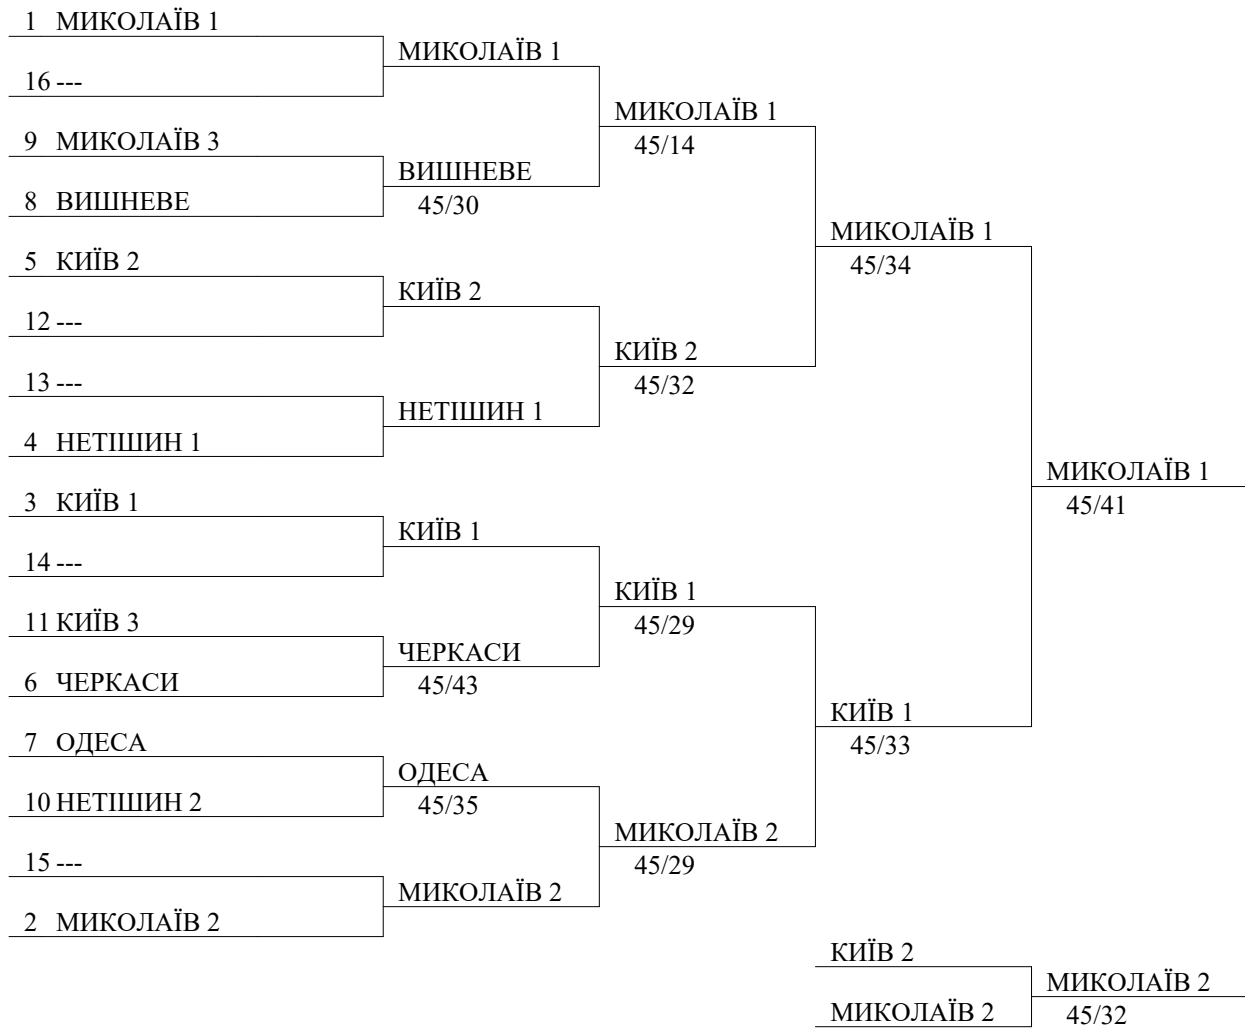 1 МИКОЛАЇВ 1
МИКОЛАЇВ 1
16 ---
МИКОЛАЇВ 1
45/14
9 МИКОЛАЇВ 3
ВИШНЕВЕ
45/30
8 ВИШНЕВЕ
МИКОЛАЇВ 1
45/34
5 КИЇВ 2
КИЇВ 2
12 ---
КИЇВ 2
45/32
13 ---
НЕТІШИН 1
4 НЕТІШИН 1
МИКОЛАЇВ 1
45/41
3 КИЇВ 1
КИЇВ 1
14 ---
КИЇВ 1
45/29
11 КИЇВ 3
ЧЕРКАСИ
45/43
6 ЧЕРКАСИ
КИЇВ 1
45/33
7 ОДЕСА
ОДЕСА
45/35
10 НЕТІШИН 2
МИКОЛАЇВ 2
45/29
15 ---
МИКОЛАЇВ 2
2 МИКОЛАЇВ 2
КИЇВ 2
МИКОЛАЇВ 2
45/32
МИКОЛАЇВ 2